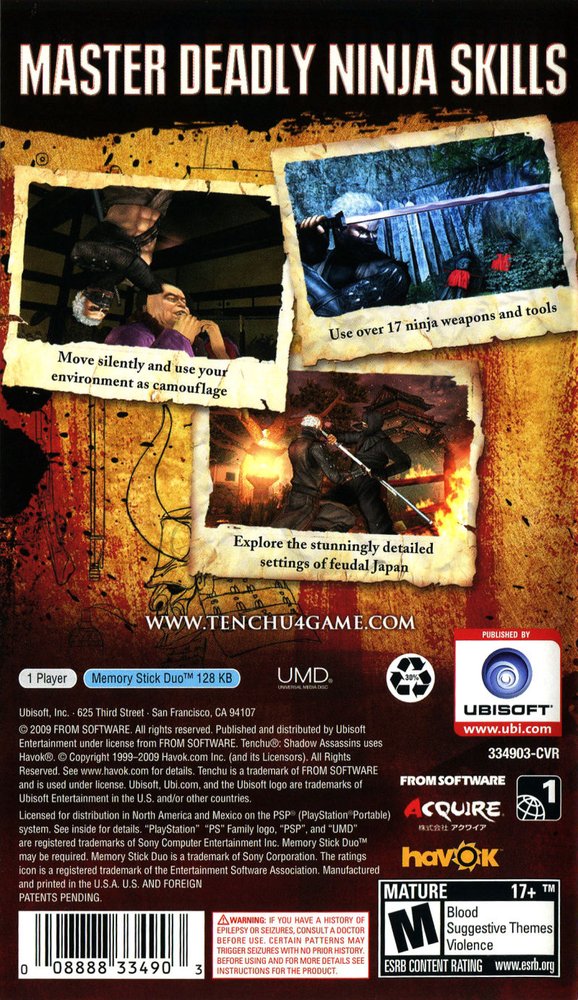 MASTER DEADLY NINJA SKILLS
Use over 17 ninja weapons and tools
Move silently and use your
environment as camouflage
Explore the stunningly detailed
settings of feudal Japan
WWW.TENCHU4GAME.COM
1 Player
Memory Stick Duo™ 128 KB
UMD
UNIVERSAL MEDIA DISC
30%
PUBLISHED BY
UBISOFT
www.ubi.com
334903-CVR
Ubisoft, Inc. · 625 Third Street · San Francisco, CA 94107
© 2009 FROM SOFTWARE. All rights reserved. Published and distributed by Ubisoft
Entertainment under license from FROM SOFTWARE. Tenchu®: Shadow Assassins uses
Havok®. © Copyright 1999–2009 Havok.com Inc. (and its Licensors). All Rights
Reserved. See www.havok.com for details. Tenchu is a trademark of FROM SOFTWARE
and is used under license. Ubisoft, Ubi.com, and the Ubisoft logo are trademarks of
Ubisoft Entertainment in the U.S. and/or other countries.
Licensed for distribution in North America and Mexico on the PSP® (PlayStation®Portable)
system. See inside for details. “PlayStation” “PS” Family logo, “PSP”, and “UMD”
are registered trademarks of Sony Computer Entertainment Inc. Memory Stick Duo™
may be required. Memory Stick Duo is a trademark of Sony Corporation. The ratings
icon is a registered trademark of the Entertainment Software Association. Manufactured
and printed in the U.S.A. U.S. AND FOREIGN
PATENTS PENDING.
FROMSOFTWARE
ACQUIRE
株式会社 アクワイア
1
havok
MATURE 17+ ™
M
Blood
Suggestive Themes
Violence
ESRB CONTENT RATING www.esrb.org
0 08888 33490 3
WARNING: IF YOU HAVE A HISTORY OF
EPILEPSY OR SEIZURES, CONSULT A DOCTOR
BEFORE USE. CERTAIN PATTERNS MAY
TRIGGER SEIZURES WITH NO PRIOR HISTORY.
BEFORE USING AND FOR MORE DETAILS SEE
INSTRUCTIONS FOR THE PRODUCT.